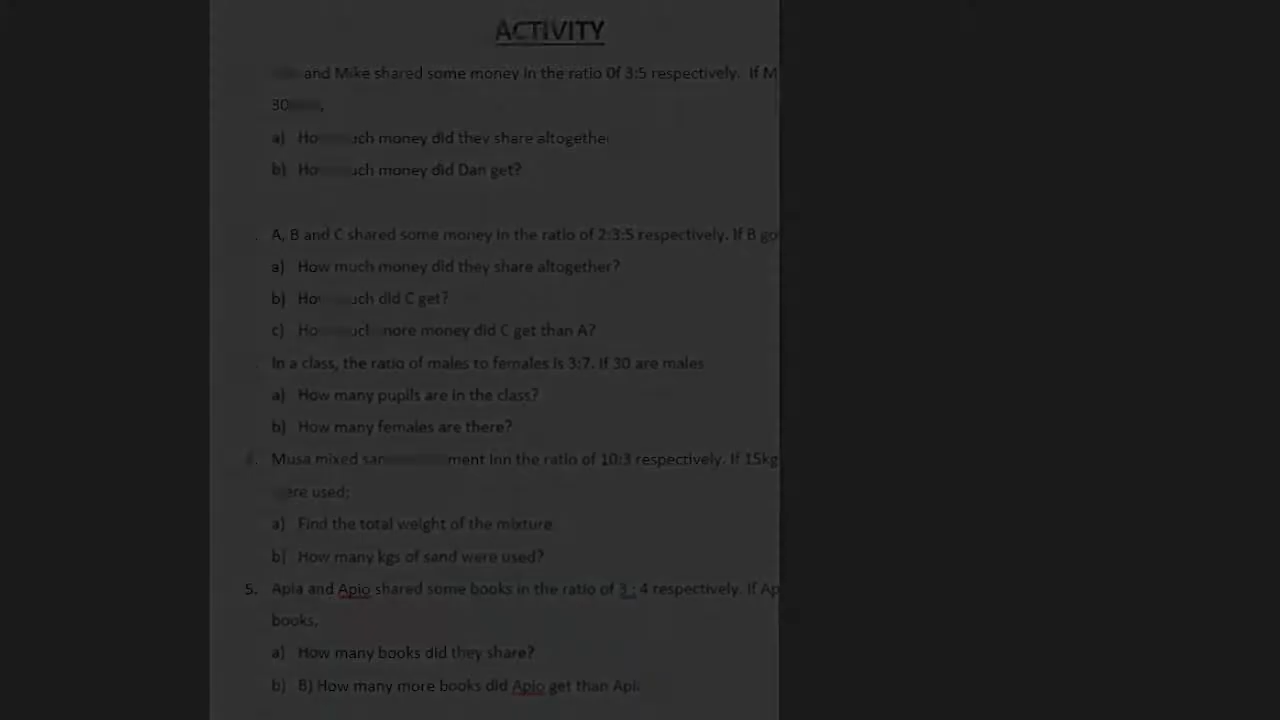 ACTIVITY
and Mike shared some money in the ratio 0f 3:5 respectively. If M
30
a) Ho uch money did they share altogether
b) Ho uch money did Dan get?
A, B and C shared some money in the ratio of 2:3:5 respectively. If B go
a) How much money did they share altogether?
b) Ho uch did C get?
c) Ho uch more money did C get than A?
In a class, the ratio of males to females is 3:7. If 30 are males
a) How many pupils are in the class?
b) How many females are there?
Musa mixed san ment inn the ratio of 10:3 respectively. If 15kg
ere used;
a) Find the total weight of the mixture
b) How many kgs of sand were used?
5. Apia and Apio shared some books in the ratio of 3 : 4 respectively. If Ap
books,
a) How many books did they share?
b) B) How many more books did Apio get than Api